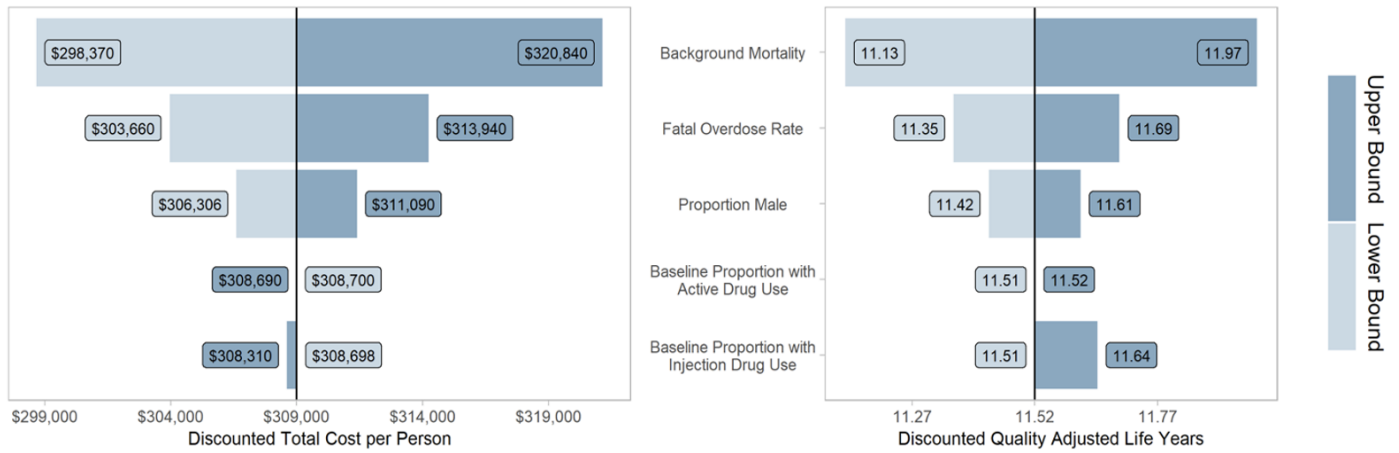 $298,370
$320,840
Background Mortality
11.13
11.97
$303,660
$313,940
Fatal Overdose Rate
11.35
11.69
$306,306
$311,090
Proportion Male
11.42
11.61
$308,690
$308,700
Baseline Proportion with
Active Drug Use
11.51
11.52
$308,310
$308,698
Baseline Proportion with
Injection Drug Use
11.51
11.64
$299,000
$304,000
$309,000
$314,000
$319,000
Discounted Total Cost per Person
11.27
11.52
11.77
Discounted Quality Adjusted Life Years
Upper Bound
Lower Bound